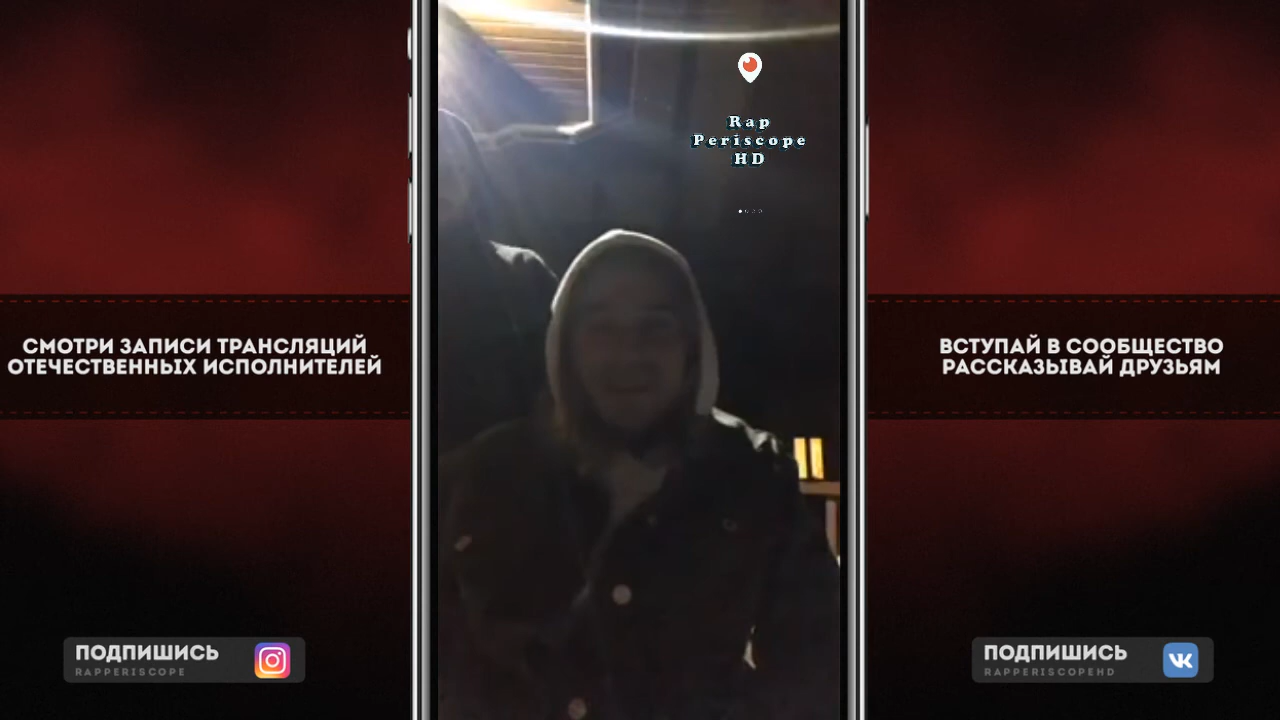 Rap
Periscope
HD
СМОТРИ ЗАПИСИ ТРАНСЛЯЦИЙ
ОТЕЧЕСТВЕННЫХ ИСПОЛНИТЕЛЕЙ
ВСТУПАЙ В СООБЩЕСТВО
РАССКАЗЫВАЙ ДРУЗЬЯМ
ПОДПИШИСЬ
RAPPERISCOPE
ПОДПИШИСЬ
RAPPERISCOPEHD